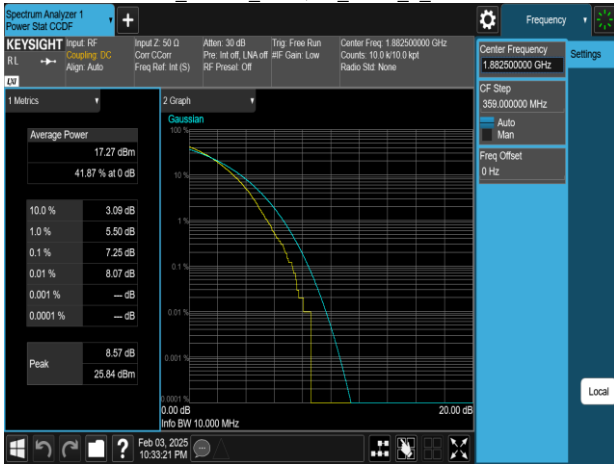 Spectrum Analyzer 1
Power Stat CCDF
+
Frequency
KEYSIGHT
RL
LXI
Input: RF
Coupling: DC
Align: Auto
Input Z: 50 Ω
Corr CCorr
Freq Ref: Int (S)
Atten: 30 dB
Pre: Int off, LNA off
RF Presel: Off
Trig: Free Run
#IF Gain: Low
Center Freq: 1.882500000 GHz
Counts: 10.0 k/10.0 kpt
Radio Std: None
Center Frequency
1.882500000 GHz
Settings
CF Step
359.000000 MHz
Auto
Man
Freq Offset
0 Hz
1 Metrics
Average Power
17.27 dBm
41.87 % at 0 dB
10.0 % 3.09 dB
1.0 % 5.50 dB
0.1 % 7.25 dB
0.01 % 8.07 dB
0.001 % --- dB
0.0001 % --- dB
Peak
8.57 dB
25.84 dBm
2 Graph
Gaussian
100 %
10 %
1 %
0.1 %
0.01 %
0.001 %
0.0001 %
0.00 dB 20.00 dB
Info BW 10.000 MHz
Local
?
Feb 03, 2025
10:33:21 PM